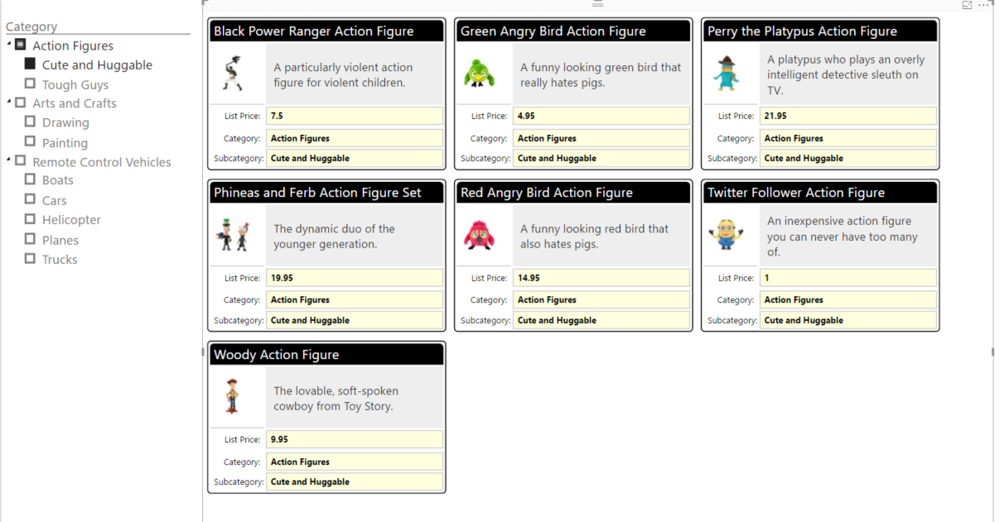 Category
Action Figures
Cute and Huggable
Tough Guys
Arts and Crafts
Drawing
Painting
Remote Control Vehicles
Boats
Cars
Helicopter
Planes
Trucks
Black Power Ranger Action Figure
A particularly violent action
figure for violent children.
List Price: 7.5
Category: Action Figures
Subcategory: Cute and Huggable
Green Angry Bird Action Figure
A funny looking green bird that
really hates pigs.
List Price: 4.95
Category: Action Figures
Subcategory: Cute and Huggable
Perry the Platypus Action Figure
A platypus who plays an overly
intelligent detective sleuth on
TV.
List Price: 21.95
Category: Action Figures
Subcategory: Cute and Huggable
Phineas and Ferb Action Figure Set
The dynamic duo of the
younger generation.
List Price: 19.95
Category: Action Figures
Subcategory: Cute and Huggable
Red Angry Bird Action Figure
A funny looking red bird that
also hates pigs.
List Price: 14.95
Category: Action Figures
Subcategory: Cute and Huggable
Twitter Follower Action Figure
An inexpensive action figure
you can never have too many
of.
List Price: 1
Category: Action Figures
Subcategory: Cute and Huggable
Woody Action Figure
The lovable, soft-spoken
cowboy from Toy Story.
List Price: 9.95
Category: Action Figures
Subcategory: Cute and Huggable